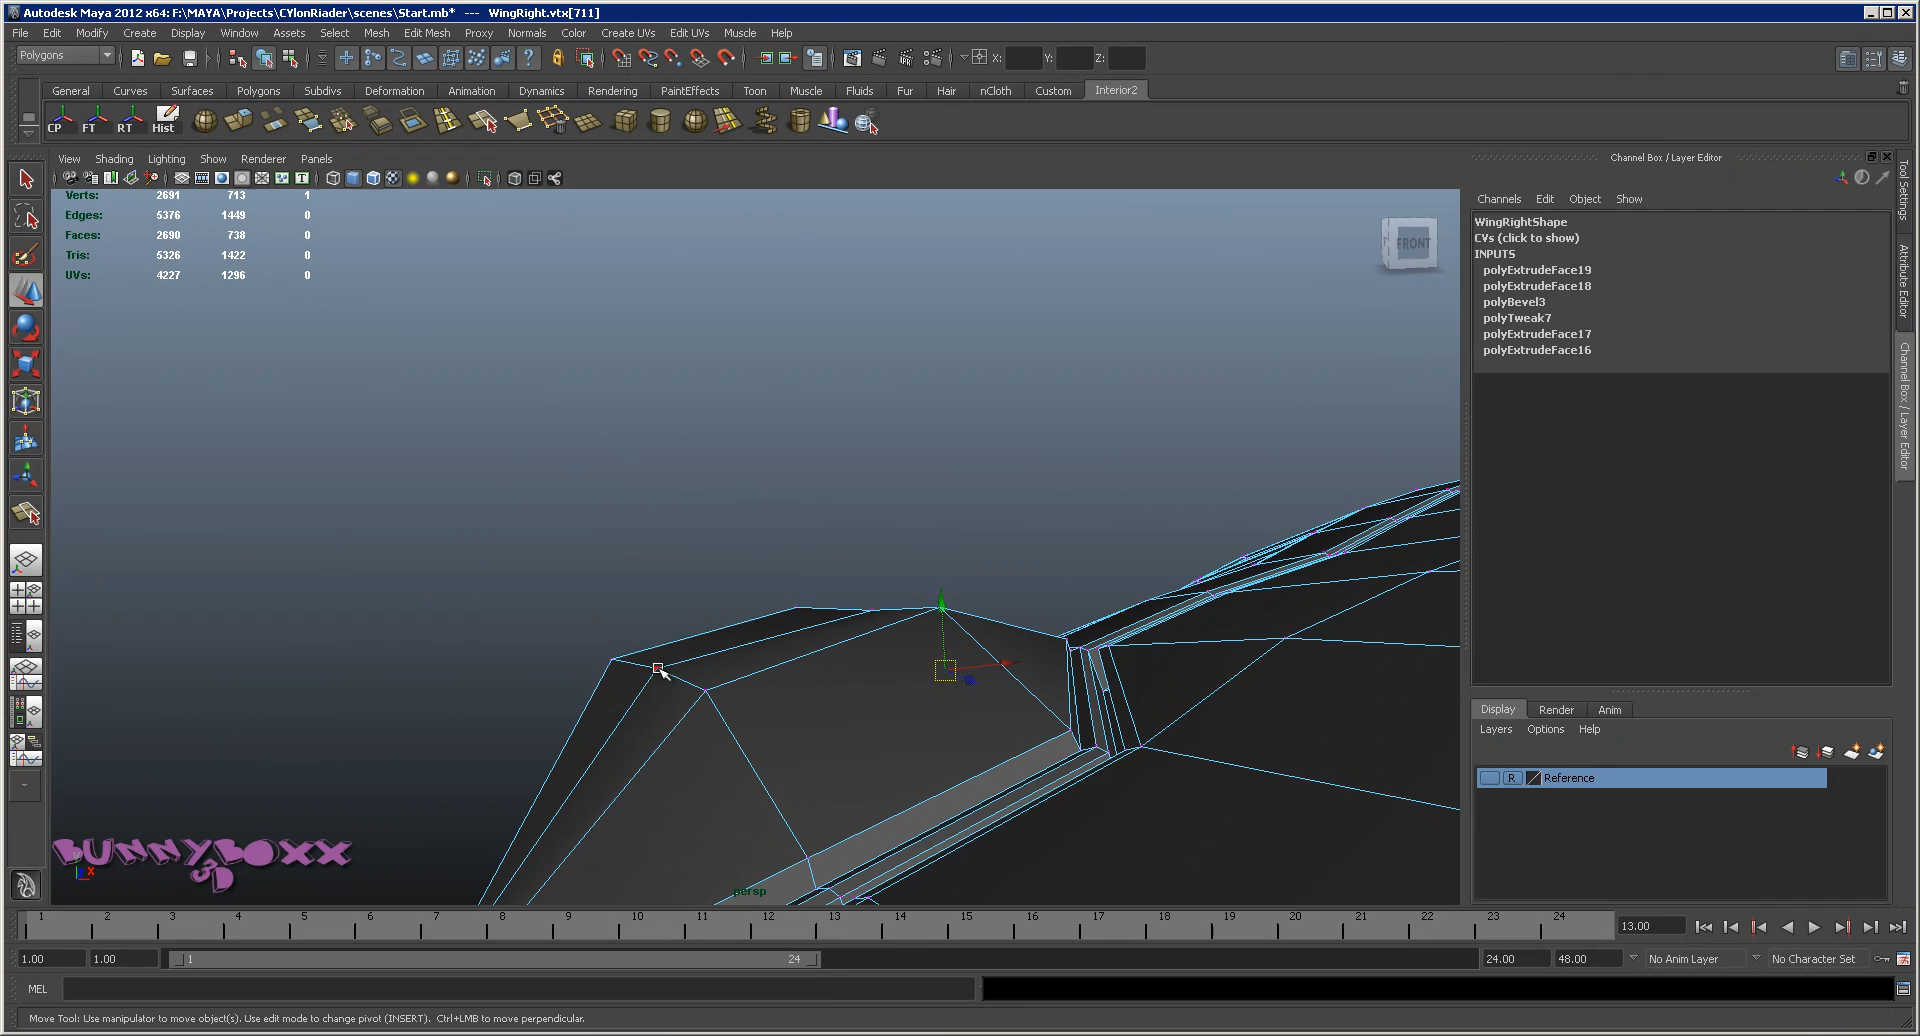 Autodesk Maya 2012 x64: F:\MAYA\Projects\CYlonRiader\scenes\Start.mb* --- WingRight.vtx[711]
File Edit Modify Create Display Window Assets Select Mesh Edit Mesh Proxy Normals Color Create UVs Edit UVs Muscle Help
Polygons X: Y: Z:
General Curves Surfaces Polygons Subdivs Deformation Animation Dynamics Rendering PaintEffects Toon Muscle Fluids Fur Hair nCloth Custom Interior2
CP FT RT Hist
View Shading Lighting Show Renderer Panels
Verts: 2691 713 1
Edges: 5376 1449 0
Faces: 2690 738 0
Tris: 5326 1422 0
UVs: 4227 1296 0
FRONT
BUNNYBOXX
3D
X
persp
Channel Box / Layer Editor
Channels Edit Object Show
WingRightShape
CVs (click to show)
INPUTS
polyExtrudeFace19
polyExtrudeFace18
polyBevel3
polyTweak7
polyExtrudeFace17
polyExtrudeFace16
Tool Settings
Attribute Editor
Channel Box / Layer Editor
Display Render Anim
Layers Options Help
R Reference
1 2 3 4 5 6 7 8 9 10 11 12 13 14 15 16 17 18 19 20 21 22 23 24 13.00
1.00 1.00 1 24 24.00 48.00 No Anim Layer No Character Set
MEL
Move Tool: Use manipulator to move object(s). Use edit mode to change pivot (INSERT). Ctrl+LMB to move perpendicular.